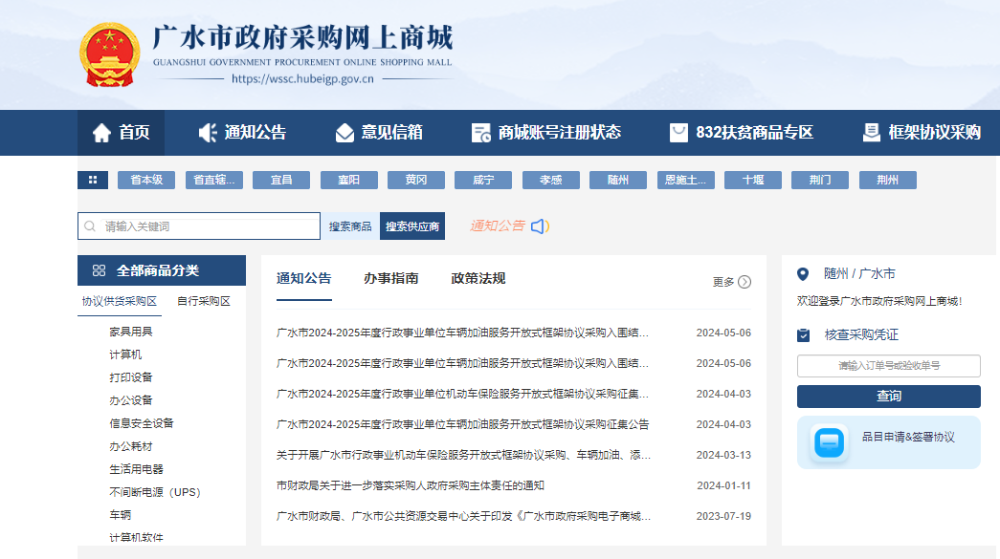 广水市政府采购网上商城
GUANGSHUI GOVERNMENT PROCUREMENT ONLINE SHOPPING MALL
https://wssc.hubeigp.gov.cn
首页 通知公告 意见信箱 商城账号注册状态 832扶贫商品专区 框架协议采购
省本级 省直辖... 宜昌 襄阳 黄冈 咸宁 孝感 随州 恩施土... 十堰 荆门 荆州
请输入关键词 搜索商品 搜索供应商 通知公告
全部商品分类
协议供货采购区 自行采购区
家具用具
计算机
打印设备
办公设备
信息安全设备
办公耗材
生活用电器
不间断电源（UPS）
车辆
计算机软件
通知公告 办事指南 政策法规 更多
广水市2024-2025年度行政事业单位车辆加油服务开放式框架协议采购入围结... 2024-05-06
广水市2024-2025年度行政事业单位车辆加油服务开放式框架协议采购入围结... 2024-05-06
广水市2024-2025年度行政事业单位机动车保险服务开放式框架协议采购征集... 2024-04-03
广水市2024-2025年度行政事业单位车辆加油服务开放式框架协议采购征集公告 2024-04-03
关于开展广水市行政事业机动车保险服务开放式框架协议采购、车辆加油、添... 2024-03-13
市财政局关于进一步落实采购人政府采购主体责任的通知 2024-01-11
广水市财政局、广水市公共资源交易中心关于印发《广水市政府采购电子商城... 2023-07-19
随州 / 广水市
欢迎登录广水市政府采购网上商城!
核查采购凭证
请输入订单号或验收单号
查询
品目申请&签署协议